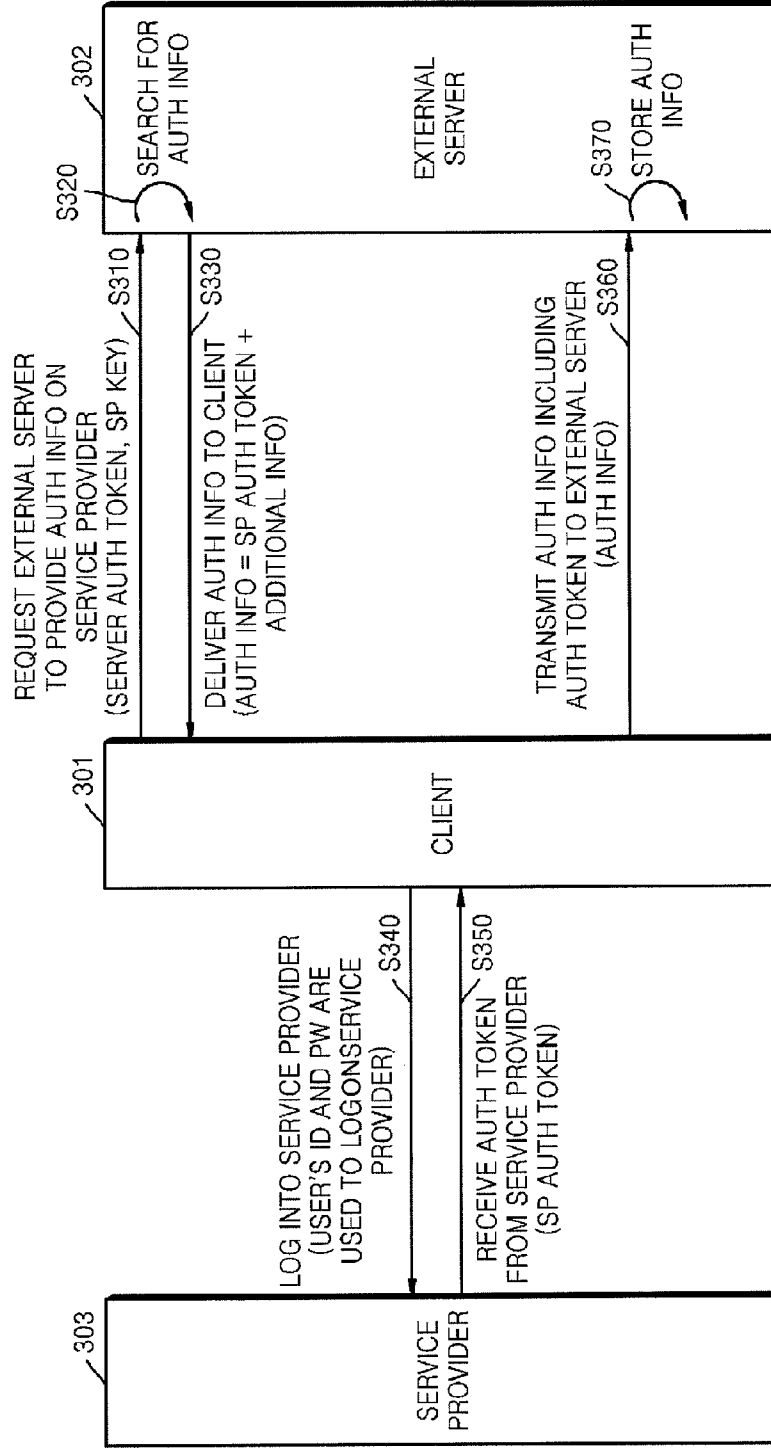 303
SERVICE
PROVIDER
LOG INTO SERVICE PROVIDER
(USER'S ID AND PW ARE
USED TO LOGONSERVICE
PROVIDER)
S340
RECEIVE AUTH TOKEN
FROM SERVICE PROVIDER
(SP AUTH TOKEN)
S350
301
CLIENT
REQUEST EXTERNAL SERVER
TO PROVIDE AUTH INFO ON
SERVICE PROVIDER
(SERVER AUTH TOKEN, SP KEY)
S310
DELIVER AUTH INFO TO CLIENT
(AUTH INFO = SP AUTH TOKEN +
ADDITIONAL INFO)
S330
TRANSMIT AUTH INFO INCLUDING
AUTH TOKEN TO EXTERNAL SERVER
(AUTH INFO)
S360
302
S320
SEARCH FOR
AUTH INFO
EXTERNAL
SERVER
S370
STORE AUTH
INFO